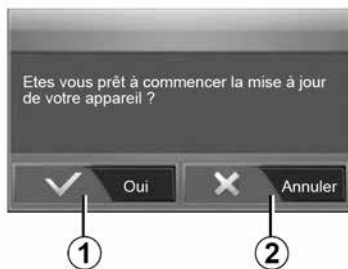 Etes vous prêt à commencer la mise à jour
de votre appareil ?
Oui
Annuler
1
2